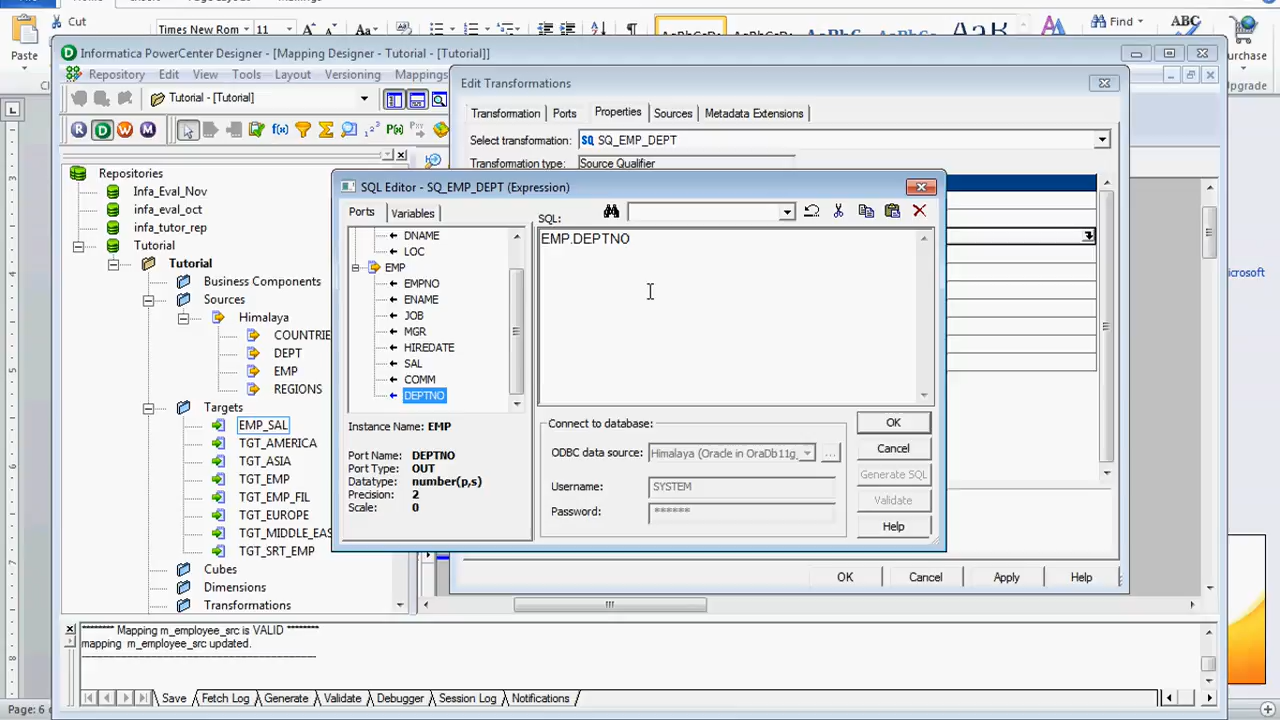 Cut
Paste
Times New Rom
11
Find
ABC
Informatica PowerCenter Designer - [Mapping Designer - Tutorial - [Tutorial]]
Repository Edit View Tools Layout Versioning Mappings
Tutorial - [Tutorial]
Edit Transformations
Transformation Ports Properties Sources Metadata Extensions
Select transformation: SQ SQ_EMP_DEPT
Transformation type: Source Qualifier
Repositories
Infa_Eval_Nov
infa_eval_oct
infa_tutor_rep
Tutorial
Tutorial
Business Components
Sources
Himalaya
COUNTRIE
DEPT
EMP
REGIONS
Targets
EMP_SAL
TGT_AMERICA
TGT_ASIA
TGT_EMP
TGT_EMP_FIL
TGT_EUROPE
TGT_MIDDLE_EAS
TGT_SRT_EMP
Cubes
Dimensions
Transformations
SQL Editor - SQ_EMP_DEPT (Expression)
Ports Variables
DNAME
LOC
EMP
EMPNO
ENAME
JOB
MGR
HIREDATE
SAL
COMM
DEPTNO
Instance Name: EMP
Port Name: DEPTNO
Port Type: OUT
Datatype: number(p,s)
Precision: 2
Scale: 0
SQL:
EMP.DEPTNO
Connect to database:
ODBC data source: Himalaya (Oracle in OraDb11g_
Username: SYSTEM
Password: ******
OK
Cancel
Generate SQL
Validate
Help
OK Cancel Apply Help
******** Mapping m_employee_src is VALID ********
mapping m_employee_src updated.
Save Fetch Log Generate Validate Debugger Session Log Notifications
Page: 6 o